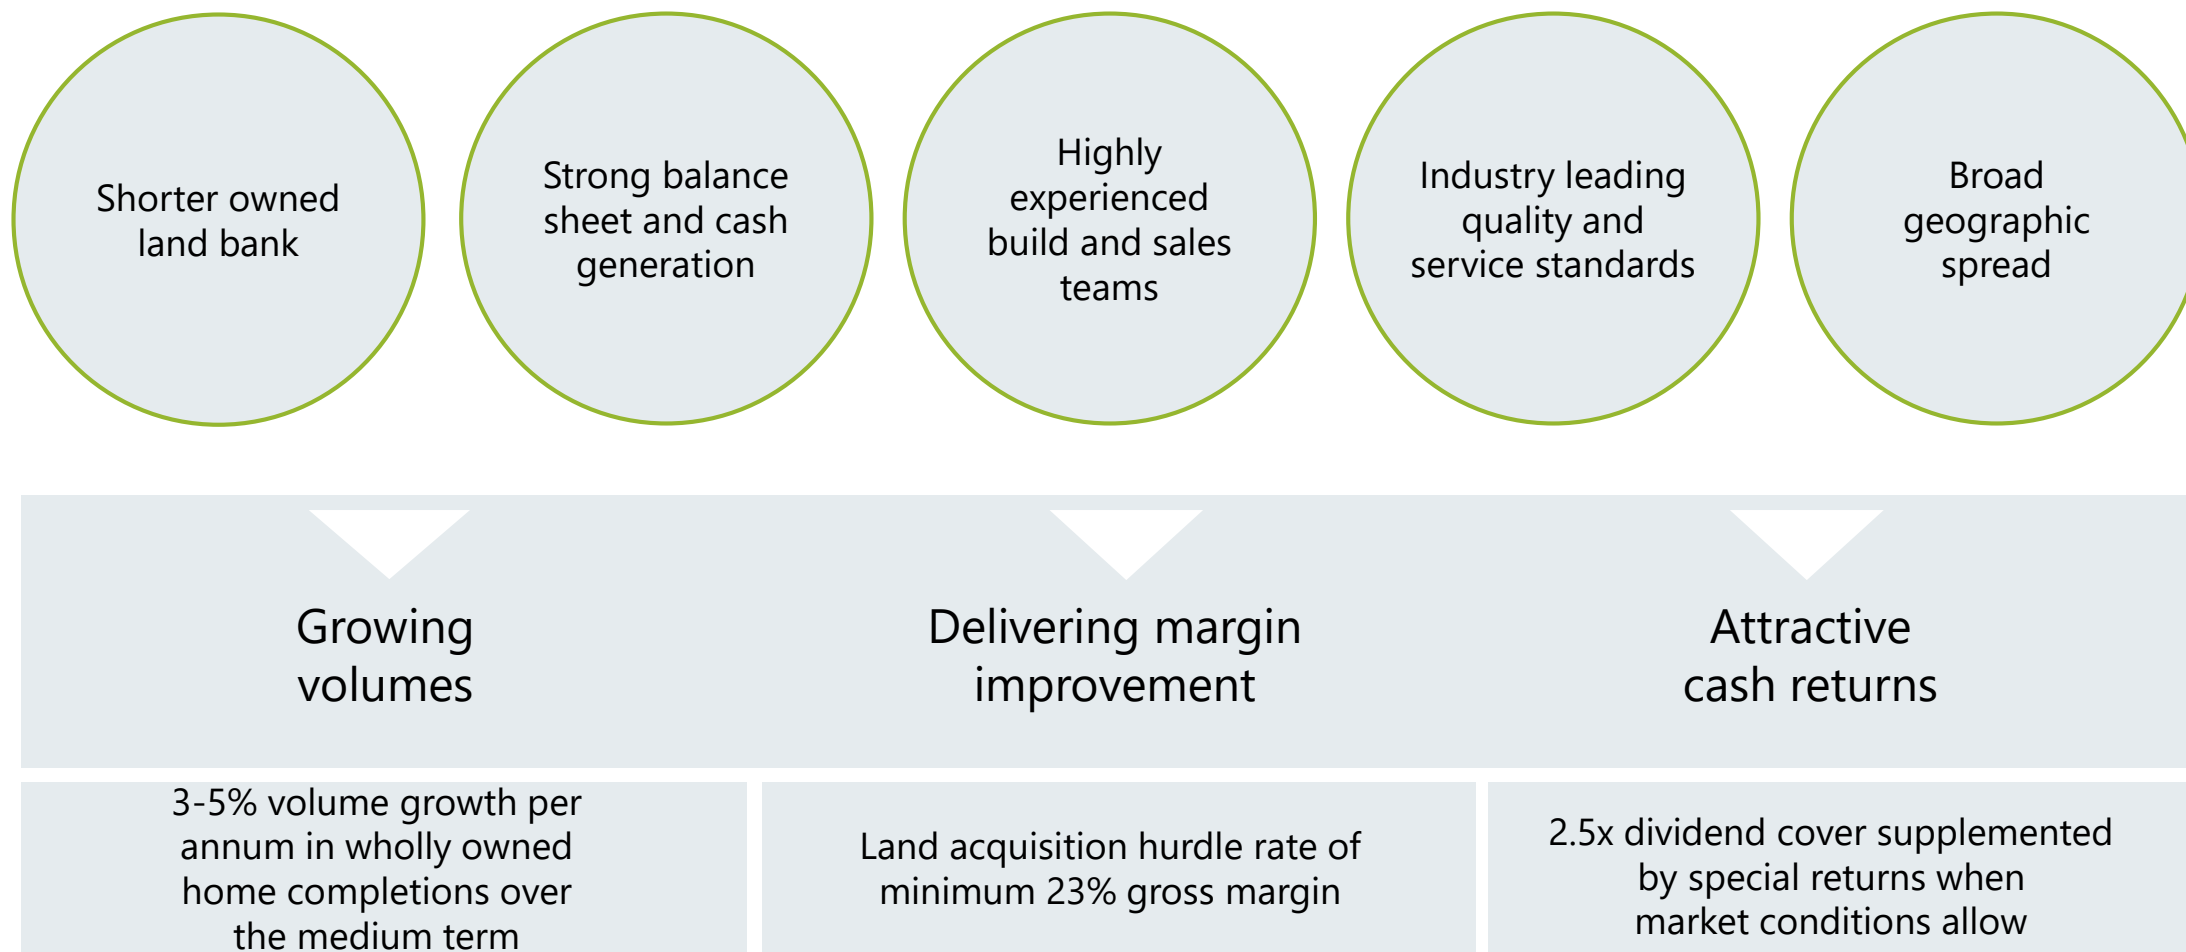 Shorter owned
land bank
Strong balance
sheet and cash
generation
Highly
experienced
build and sales
teams
Industry leading
quality and
service standards
Broad
geographic
spread
Growing
volumes
Delivering margin
improvement
Attractive
cash returns
3-5% volume growth per
annum in wholly owned
home completions over
the medium term
Land acquisition hurdle rate of
minimum 23% gross margin
2.5x dividend cover supplemented
by special returns when
market conditions allow